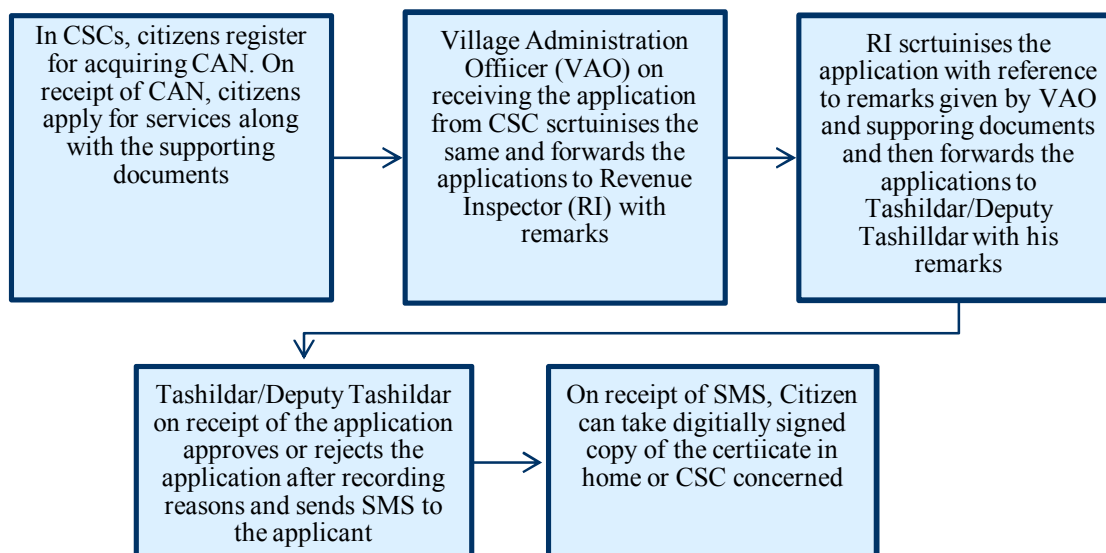 In CSCs, citizens register
for acquiring CAN. On
receipt of CAN, citizens
apply for services along
with the supporting
documents
Village Administration
Offiicer (VAO) on
receiving the application
from CSC scrtuinises the
same and forwards the
applications to Revenue
Inspector (RI) with
remarks
RI scrtuinises the
application with reference
to remarks given by VAO
and supporing documents
and then forwards the
applications to
Tashildar/Deputy
Tashilldar with his
remarks
Tashildar/Deputy Tashildar
on receipt of the application
approves or rejects the
application after recording
reasons and sends SMS to
the applicant
On receipt of SMS, Citizen
can take digitially signed
copy of the certiicate in
home or CSC concerned